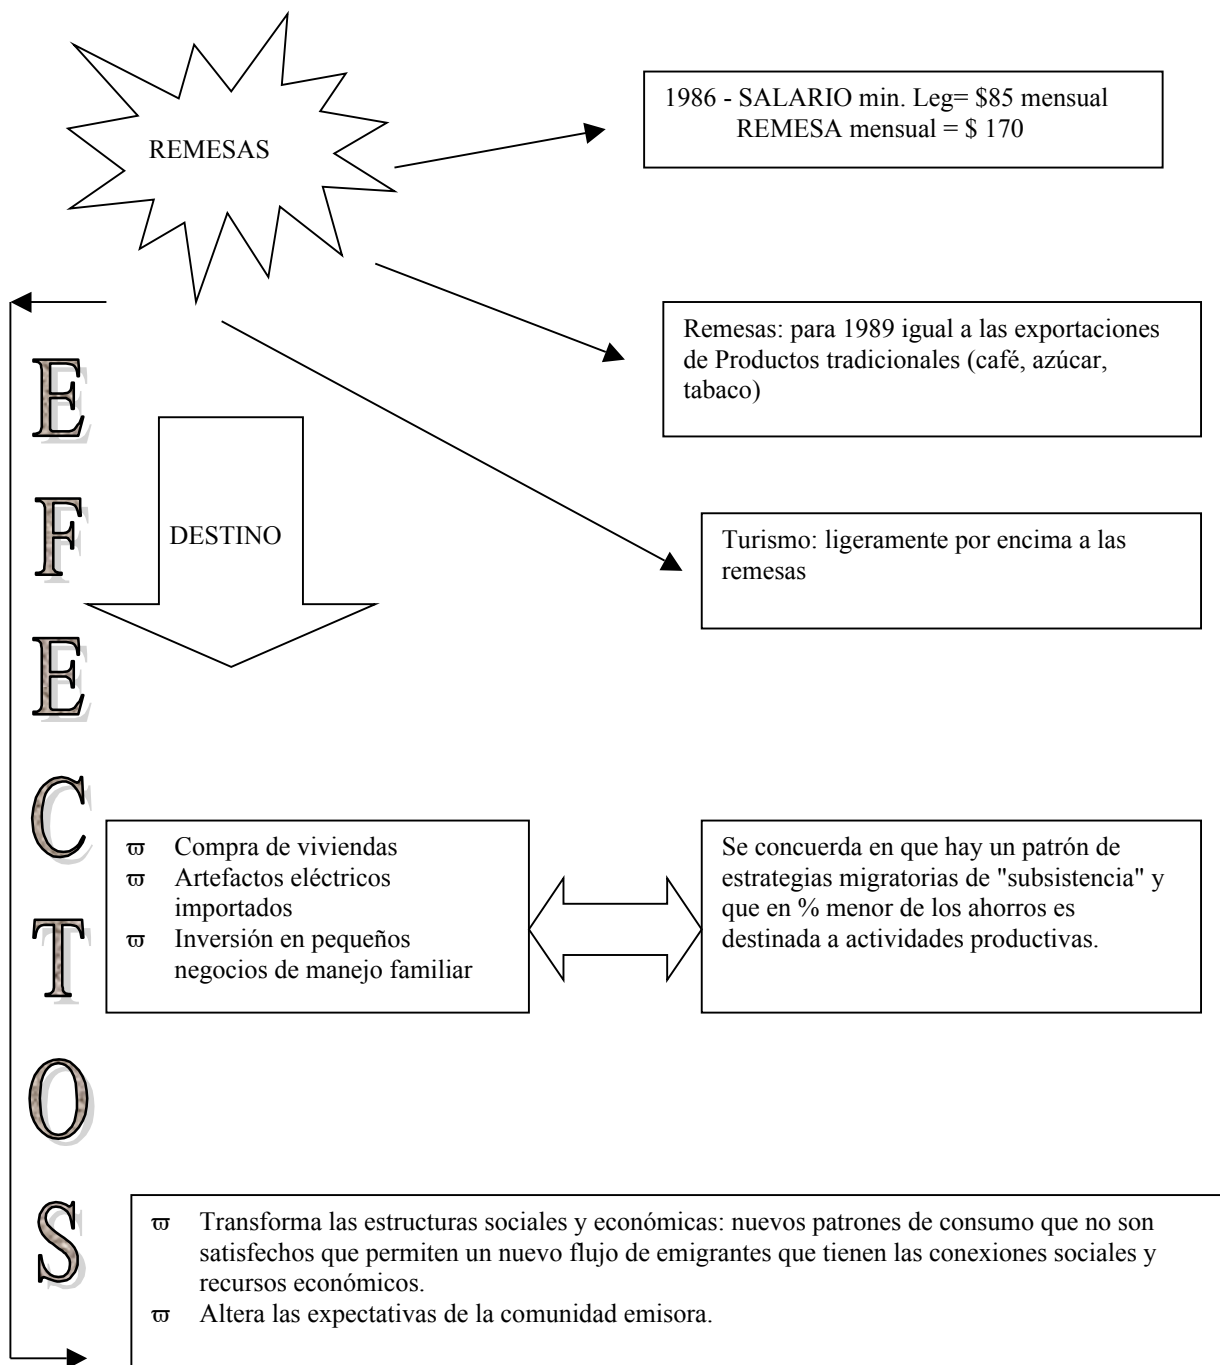 REMESAS
1986 - SALARIO min. Leg= $85 mensual
REMESA mensual = $ 170
Remesas: para 1989 igual a las exportaciones
de Productos tradicionales (café, azúcar,
tabaco)
Turismo: ligeramente por encima a las
remesas
DESTINO
E
F
E
C
T
O
S
ϖ Compra de viviendas
ϖ Artefactos eléctricos
importados
ϖ Inversión en pequeños
negocios de manejo familiar
Se concuerda en que hay un patrón de
estrategias migratorias de "subsistencia" y
que en % menor de los ahorros es
destinada a actividades productivas.
ϖ Transforma las estructuras sociales y económicas: nuevos patrones de consumo que no son
satisfechos que permiten un nuevo flujo de emigrantes que tienen las conexiones sociales y
recursos económicos.
ϖ Altera las expectativas de la comunidad emisora.